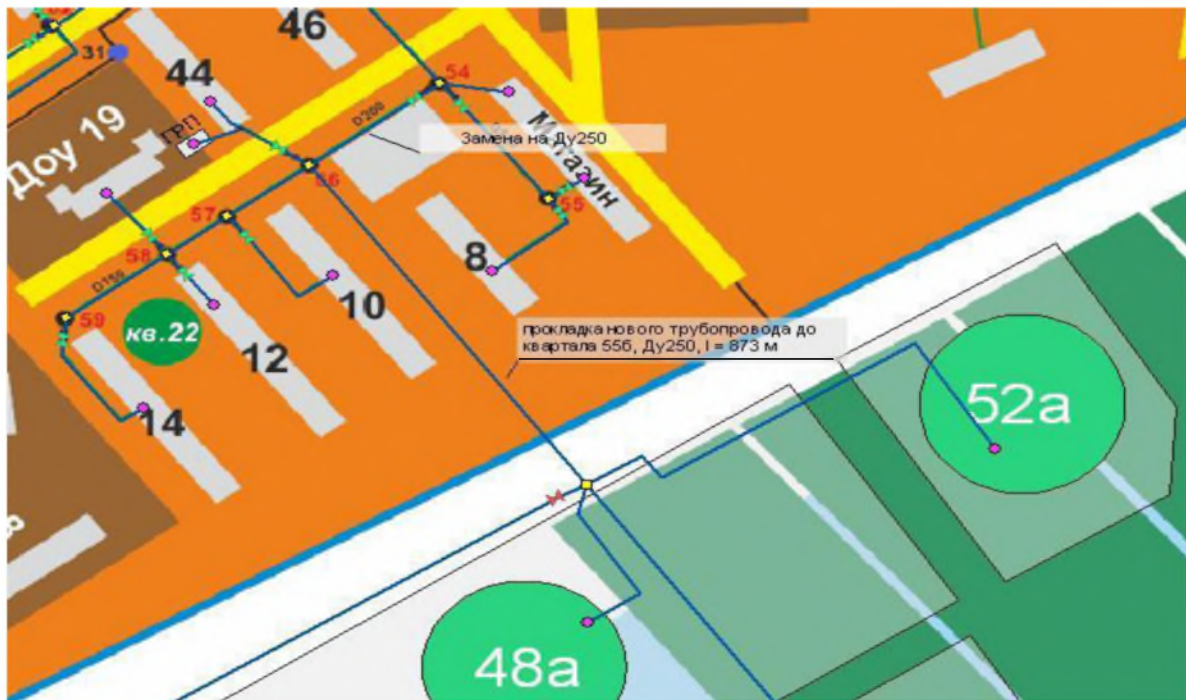 46
54
31
44
ГРП
D200
Замена на Ду250
Доу 19
Магазин
66
57
55
58
8
D150
59
10
кв.22
12
прокладка нового трубопровода до
квартала 55б, Ду250, l = 873 м
14
52а
48а